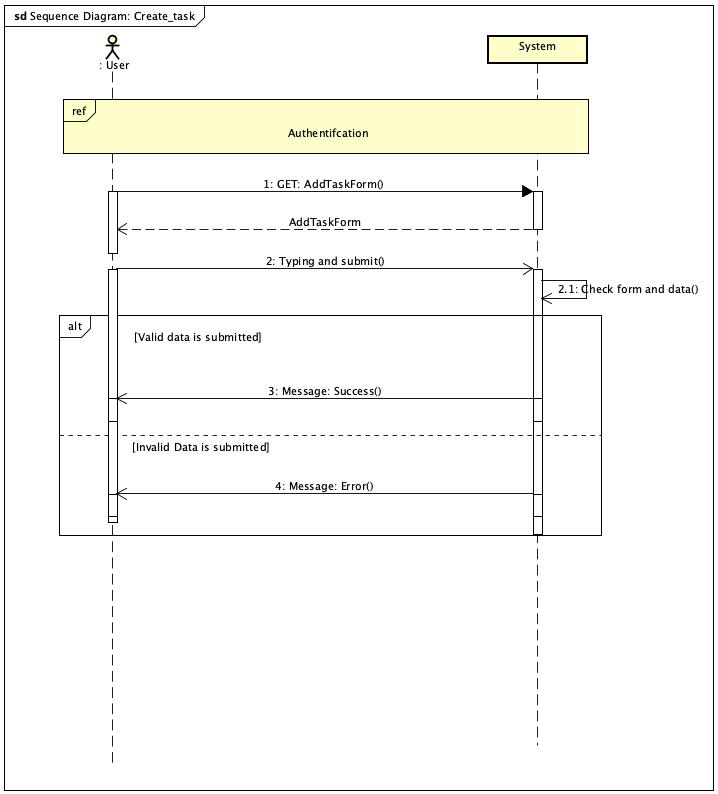 sd Sequence Diagram: Create_task
: User
System
ref
Authentifcation
1: GET: AddTaskForm()
AddTaskForm
2: Typing and submit()
2.1: Check form and data()
alt
[Valid data is submitted]
3: Message: Success()
[Invalid Data is submitted]
4: Message: Error()